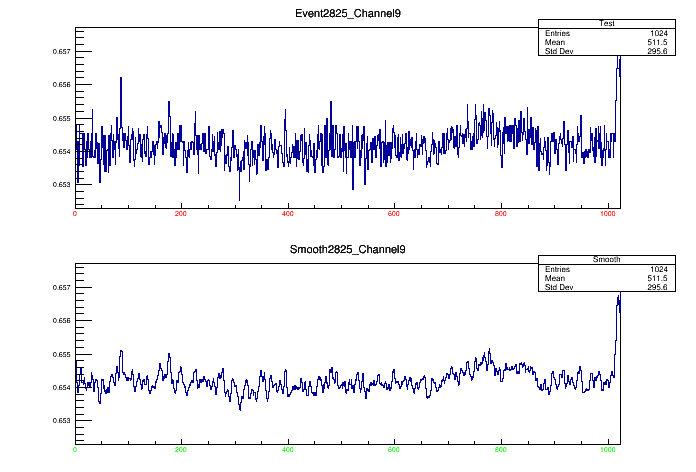 Event2825_Channel9
Test
Entries 1024
Mean 511.5
Std Dev 295.6
0.657
0.656
0.655
0.654
0.653
0 200 400 600 800 1000
Smooth2825_Channel9
Smooth
Entries 1024
Mean 511.5
Std Dev 295.6
0.657
0.656
0.655
0.654
0.653
0 200 400 600 800 1000